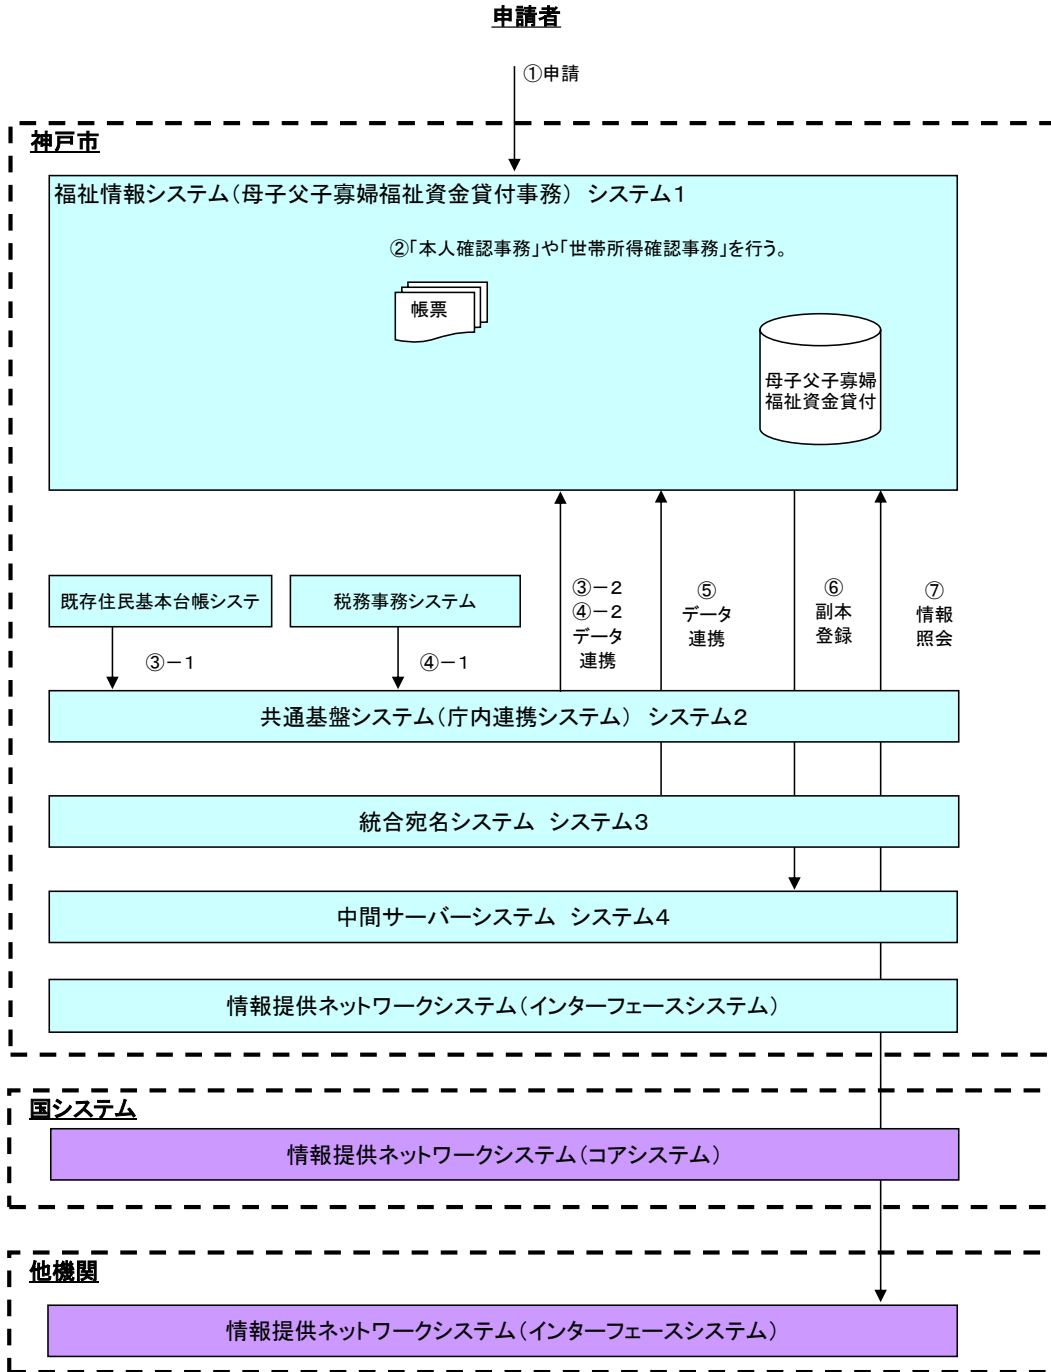 申請者
①申請
神戸市
福祉情報システム（母子父子寡婦福祉資金貸付事務）　システム１
②「本人確認事務」や「世帯所得確認事務」を行う。
帳票
母子父子寡婦
福祉資金貸付
既存住民基本台帳システ
税務事務システム
③－１
④－１
③－２
④－２
データ
連携
⑤
データ
連携
⑥
副本
登録
⑦
情報
照会
共通基盤システム（庁内連携システム）　システム２
統合宛名システム　システム３
中間サーバーシステム　システム４
情報提供ネットワークシステム（インターフェースシステム）
国システム
情報提供ネットワークシステム（コアシステム）
他機関
情報提供ネットワークシステム（インターフェースシステム）